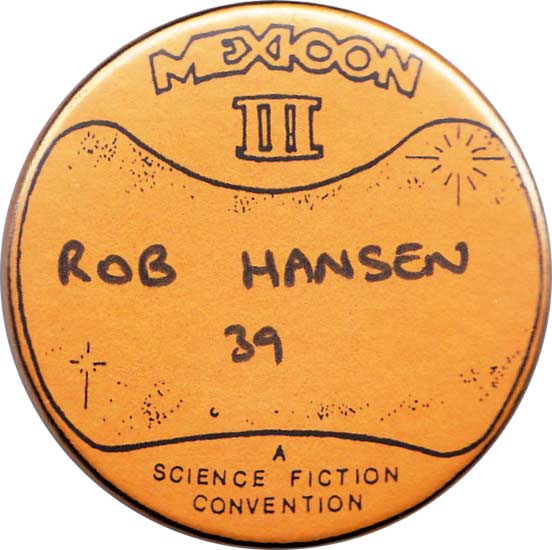 MEXICON
III
ROB HANSEN
39
A
SCIENCE FICTION
CONVENTION